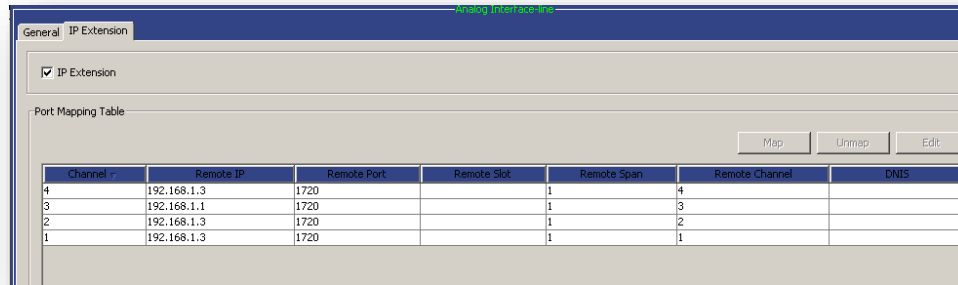 Analog Interface-line
General IP Extension
IP Extension
Port Mapping Table
Map Unmap Edit
Channel Remote IP Remote Port Remote Slot Remote Span Remote Channel DNIS
4 192.168.1.3 1720 1 4
3 192.168.1.1 1720 1 3
2 192.168.1.3 1720 1 2
1 192.168.1.3 1720 1 1